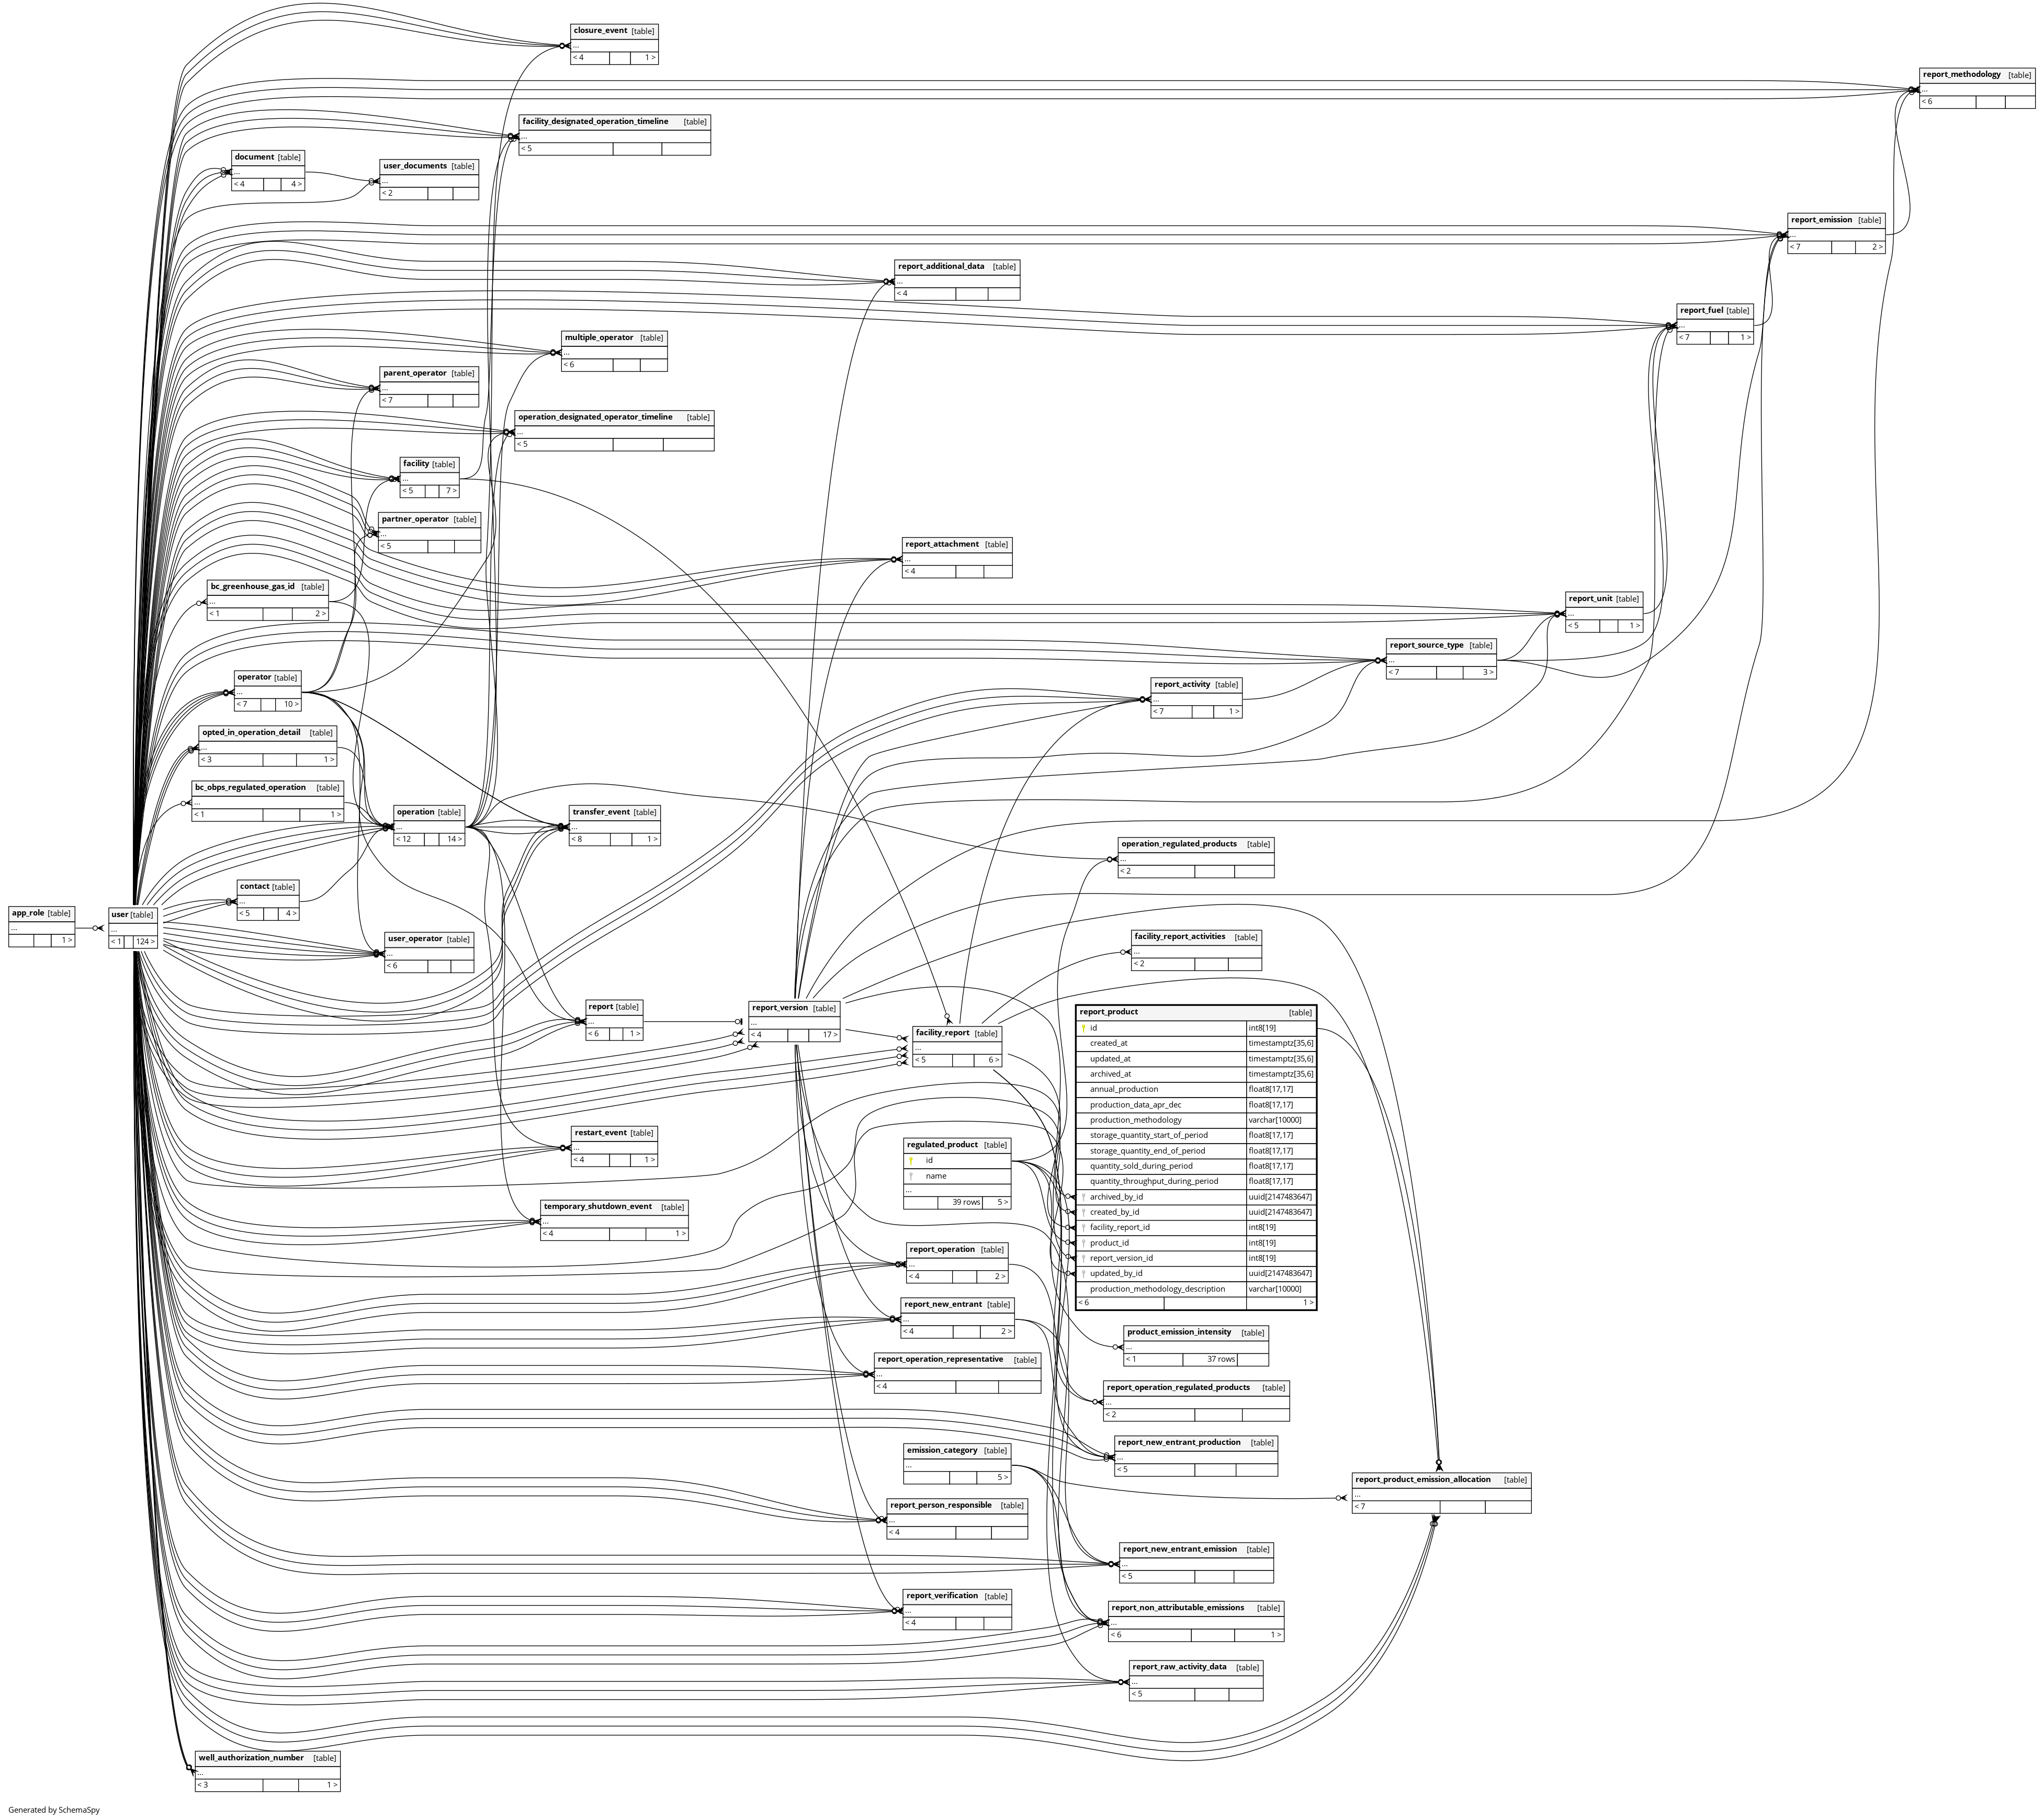 closure_event [table]
...
< 4 1 >
report_methodology [table]
...
< 6
facility_designated_operation_timeline [table]
...
< 5
document [table]
...
< 4 4 >
user_documents [table]
...
< 2
report_emission [table]
...
< 7 2 >
report_additional_data [table]
...
< 4
report_fuel [table]
...
< 7 1 >
multiple_operator [table]
...
< 6
parent_operator [table]
...
< 7
operation_designated_operator_timeline [table]
...
< 5
facility [table]
...
< 5 7 >
partner_operator [table]
...
< 5
report_attachment [table]
...
< 4
bc_greenhouse_gas_id [table]
...
< 1 2 >
report_unit [table]
...
< 5 1 >
report_source_type [table]
...
< 7 3 >
operator [table]
...
< 7 10 >
report_activity [table]
...
< 7 1 >
opted_in_operation_detail [table]
...
< 3 1 >
bc_obps_regulated_operation [table]
...
< 1 1 >
operation [table]
...
< 12 14 >
transfer_event [table]
...
< 8 1 >
operation_regulated_products [table]
...
< 2
contact [table]
...
< 5 4 >
app_role [table]
...
1 >
user [table]
...
< 1 124 >
user_operator [table]
...
< 6
facility_report_activities [table]
...
< 2
report [table]
...
< 6 1 >
report_version [table]
...
< 4 17 >
facility_report [table]
...
< 5 6 >
report_product [table]
id int8[19]
created_at timestamptz[35,6]
updated_at timestamptz[35,6]
archived_at timestamptz[35,6]
annual_production float8[17,17]
production_data_apr_dec float8[17,17]
production_methodology varchar[10000]
storage_quantity_start_of_period float8[17,17]
storage_quantity_end_of_period float8[17,17]
quantity_sold_during_period float8[17,17]
quantity_throughput_during_period float8[17,17]
archived_by_id uuid[2147483647]
created_by_id uuid[2147483647]
facility_report_id int8[19]
product_id int8[19]
report_version_id int8[19]
updated_by_id uuid[2147483647]
production_methodology_description varchar[10000]
< 6 1 >
restart_event [table]
...
< 4 1 >
regulated_product [table]
id
name
...
39 rows 5 >
temporary_shutdown_event [table]
...
< 4 1 >
report_operation [table]
...
< 4 2 >
report_new_entrant [table]
...
< 4 2 >
product_emission_intensity [table]
...
< 1 37 rows
report_operation_representative [table]
...
< 4
report_operation_regulated_products [table]
...
< 2
report_new_entrant_production [table]
...
< 5
emission_category [table]
...
5 >
report_product_emission_allocation [table]
...
< 7
report_person_responsible [table]
...
< 4
report_new_entrant_emission [table]
...
< 5
report_verification [table]
...
< 4
report_non_attributable_emissions [table]
...
< 6 1 >
report_raw_activity_data [table]
...
< 5
well_authorization_number [table]
...
< 3 1 >
Generated by SchemaSpy